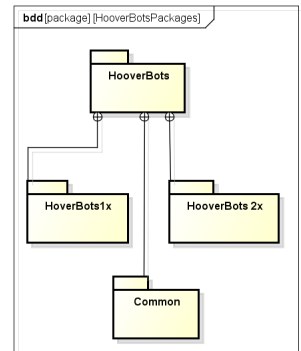 bdd [package] [HooverBotsPackages]
HooverBots
HoverBots1x
HooverBots 2x
Common